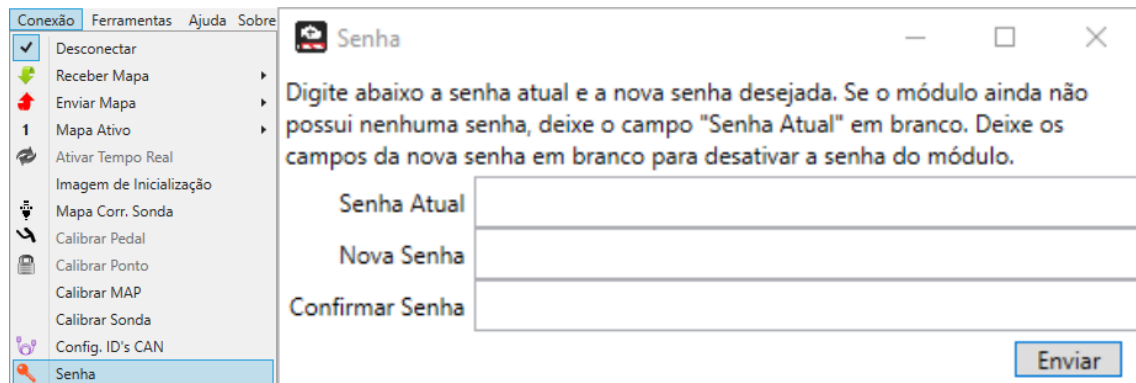 Conexão Ferramentas Ajuda Sobre
Desconectar
Receber Mapa
Enviar Mapa
1 Mapa Ativo
Ativar Tempo Real
Imagem de Inicialização
Mapa Corr. Sonda
Calibrar Pedal
Calibrar Ponto
Calibrar MAP
Calibrar Sonda
Config. ID's CAN
Senha
Senha
Digite abaixo a senha atual e a nova senha desejada. Se o módulo ainda não
possui nenhuma senha, deixe o campo "Senha Atual" em branco. Deixe os
campos da nova senha em branco para desativar a senha do módulo.
Senha Atual
Nova Senha
Confirmar Senha
Enviar